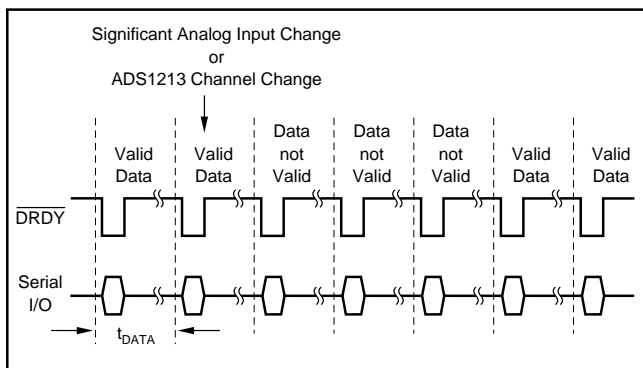 Significant Analog Input Change
or
ADS1213 Channel Change
Valid
Data
Valid
Data
Data
not
Valid
Data
not
Valid
Data
not
Valid
Valid
Data
Valid
Data
DRDY
Serial
I/O
tDATA